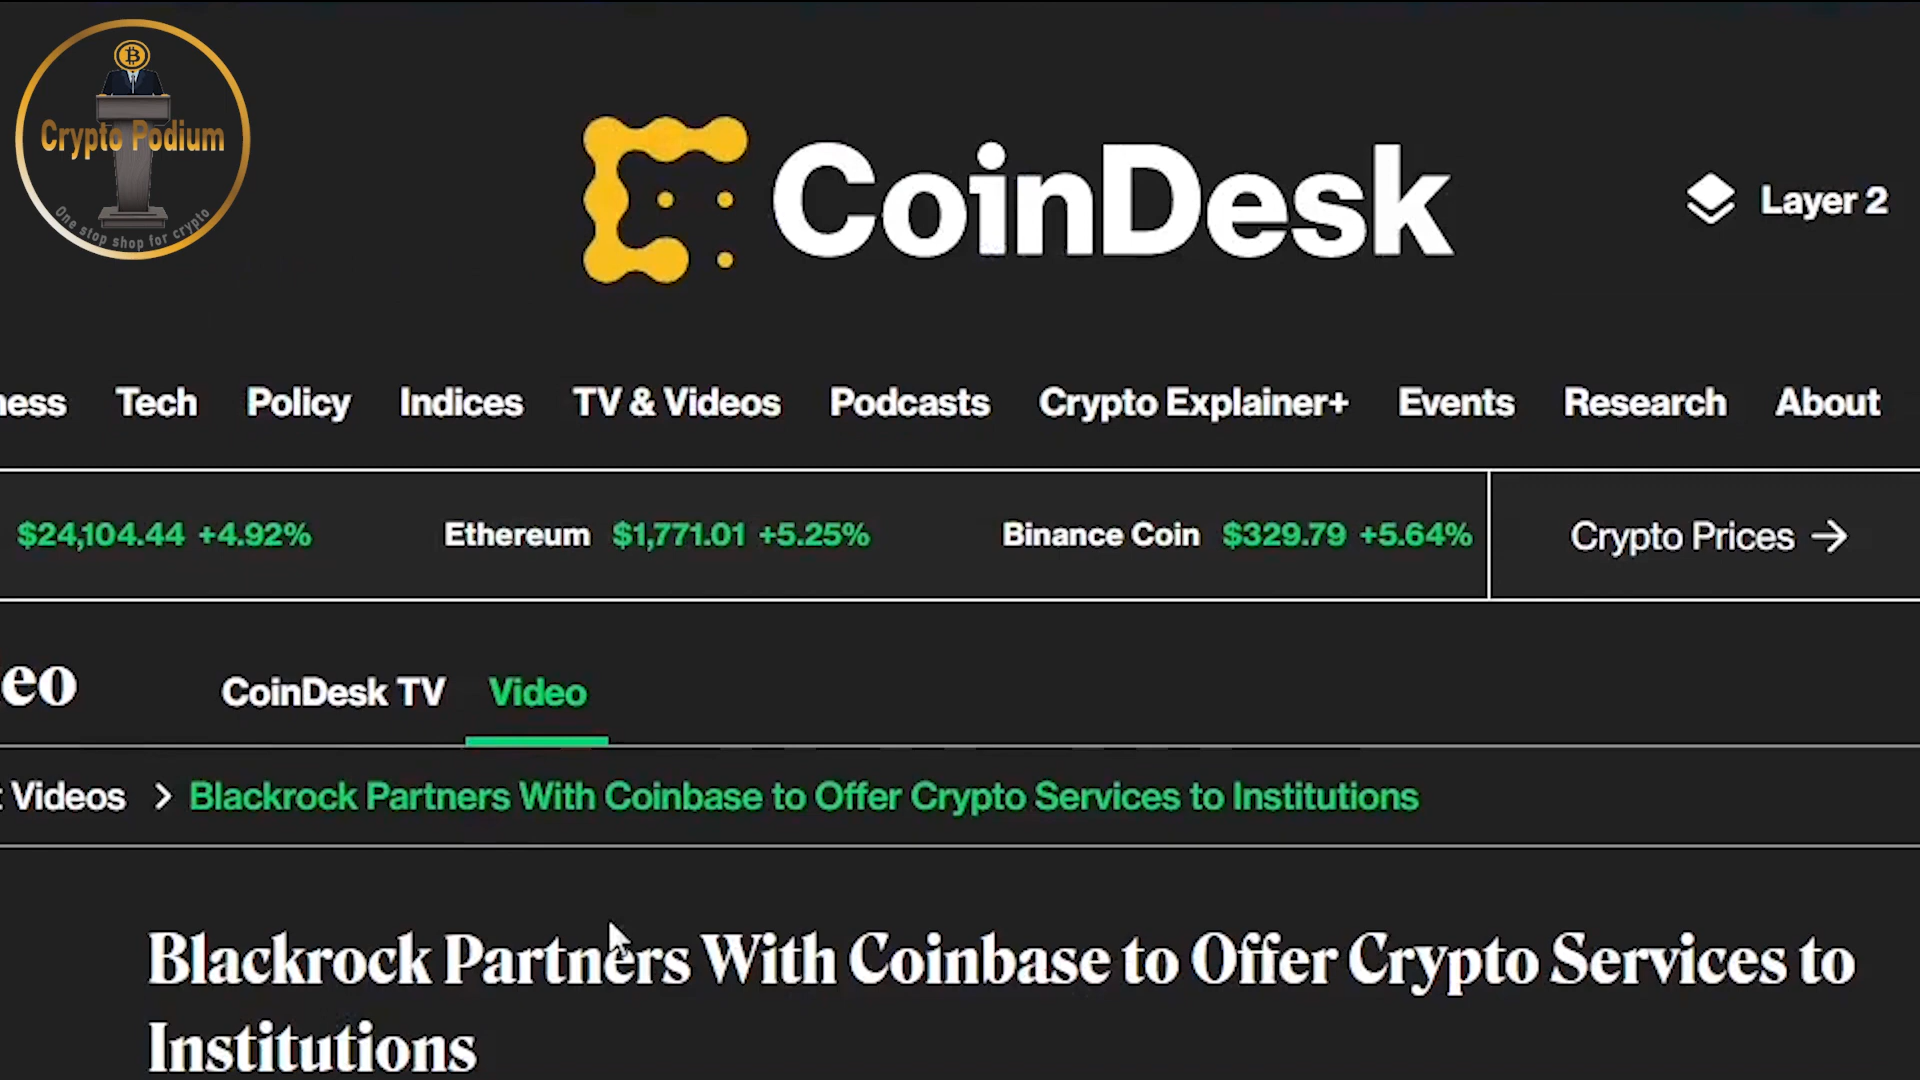 Crypto Podium
One stop shop for crypto
CoinDesk
Layer 2
ness Tech Policy Indices TV & Videos Podcasts Crypto Explainer+ Events Research About
$24,104.44 +4.92% Ethereum $1,771.01 +5.25% Binance Coin $329.79 +5.64% Crypto Prices →
eo CoinDesk TV Video
Videos > Blackrock Partners With Coinbase to Offer Crypto Services to Institutions
Blackrock Partners With Coinbase to Offer Crypto Services to
Institutions